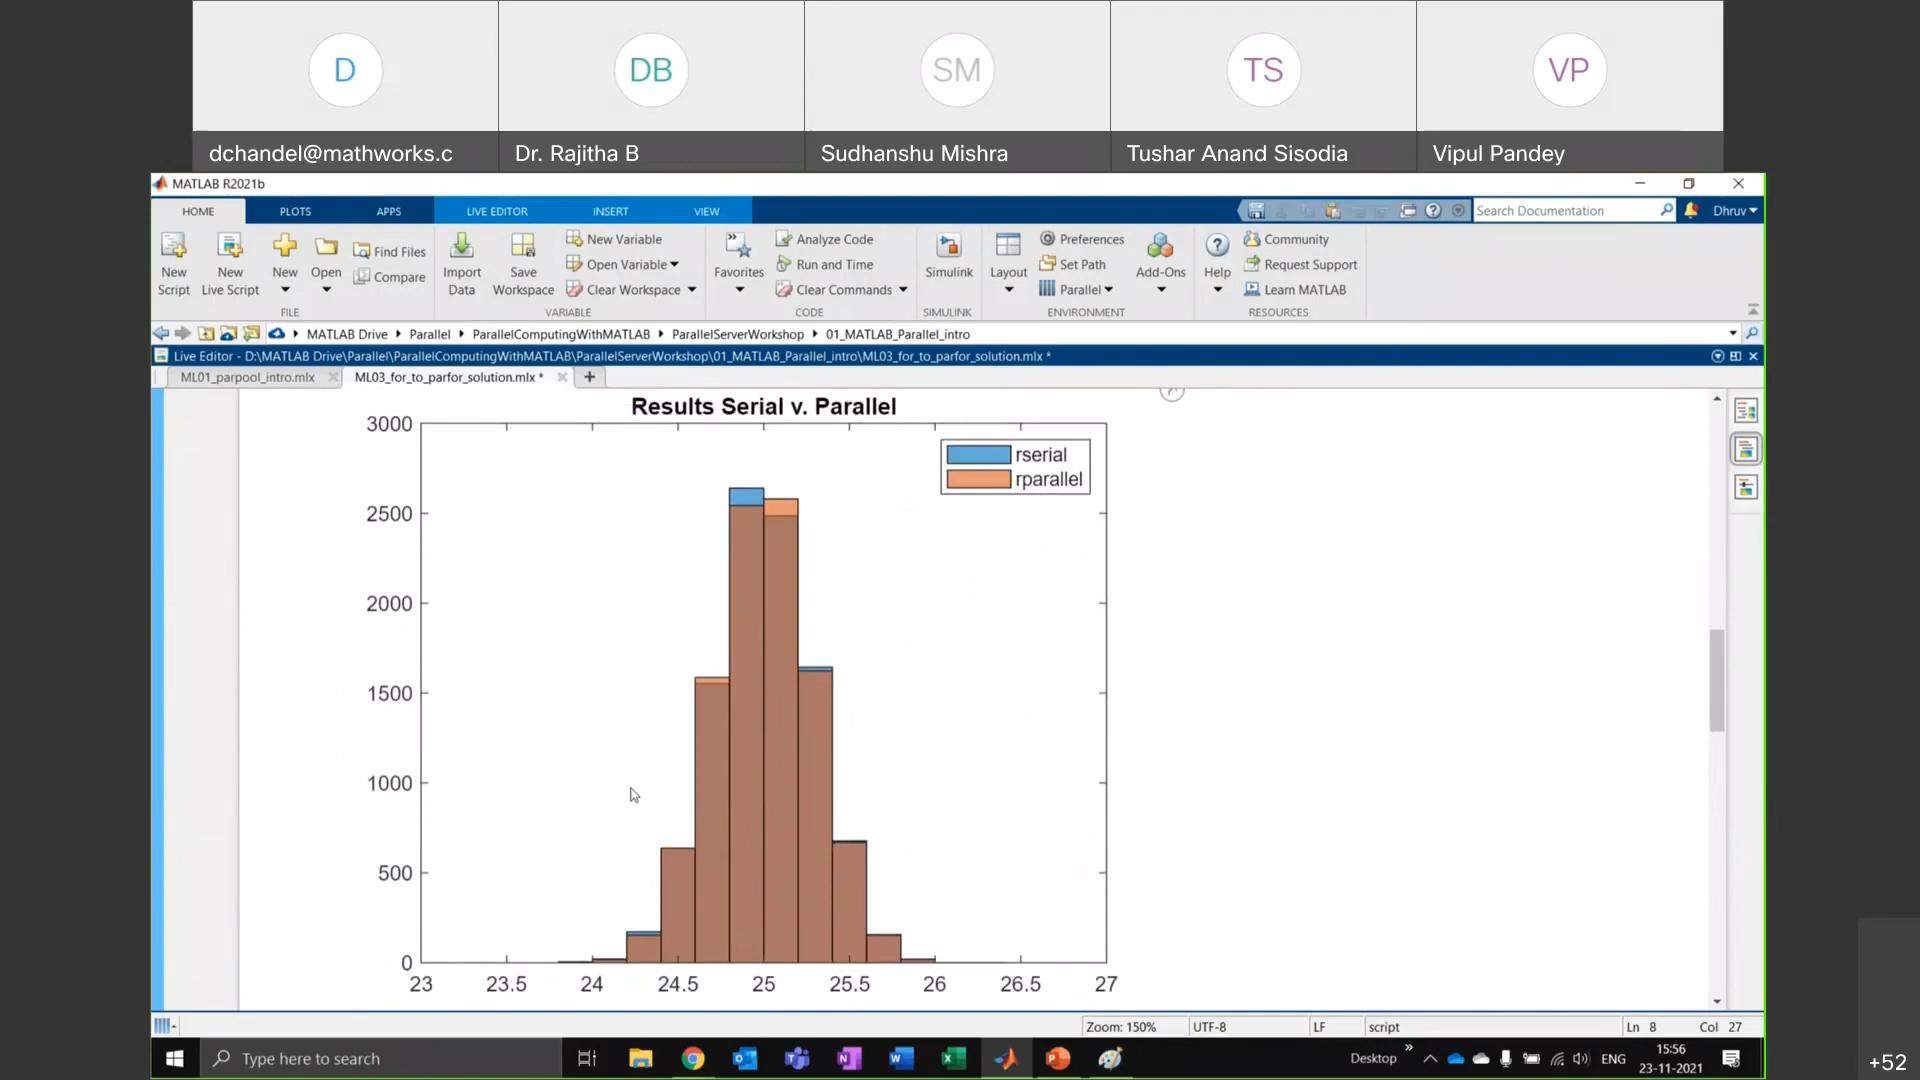 D
DB
SM
TS
VP
dchandel@mathworks.c
Dr. Rajitha B
Sudhanshu Mishra
Tushar Anand Sisodia
Vipul Pandey
MATLAB R2021b
HOME PLOTS APPS LIVE EDITOR INSERT VIEW
Search Documentation
Dhruv
New Script
New Live Script
New
Open
Find Files
Compare
FILE
Import Data
Save Workspace
New Variable
Open Variable
Clear Workspace
VARIABLE
Favorites
Analyze Code
Run and Time
Clear Commands
CODE
Simulink
SIMULINK
Layout
Preferences
Set Path
Parallel
Add-Ons
ENVIRONMENT
Help
Community
Request Support
Learn MATLAB
RESOURCES
MATLAB Drive Parallel ParallelComputingWithMATLAB ParallelServerWorkshop 01_MATLAB_Parallel_intro
Live Editor - D:\MATLAB Drive\Parallel\ParallelComputingWithMATLAB\ParallelServerWorkshop\01_MATLAB_Parallel_intro\ML03_for_to_parfor_solution.mlx *
ML01_parpool_intro.mlx
ML03_for_to_parfor_solution.mlx *
Results Serial v. Parallel
rserial
rparallel
3000
2500
2000
1500
1000
500
0
23 23.5 24 24.5 25 25.5 26 26.5 27
Zoom: 150% UTF-8 LF script Ln 8 Col 27
Type here to search
Desktop
ENG
15:56
23-11-2021
+52